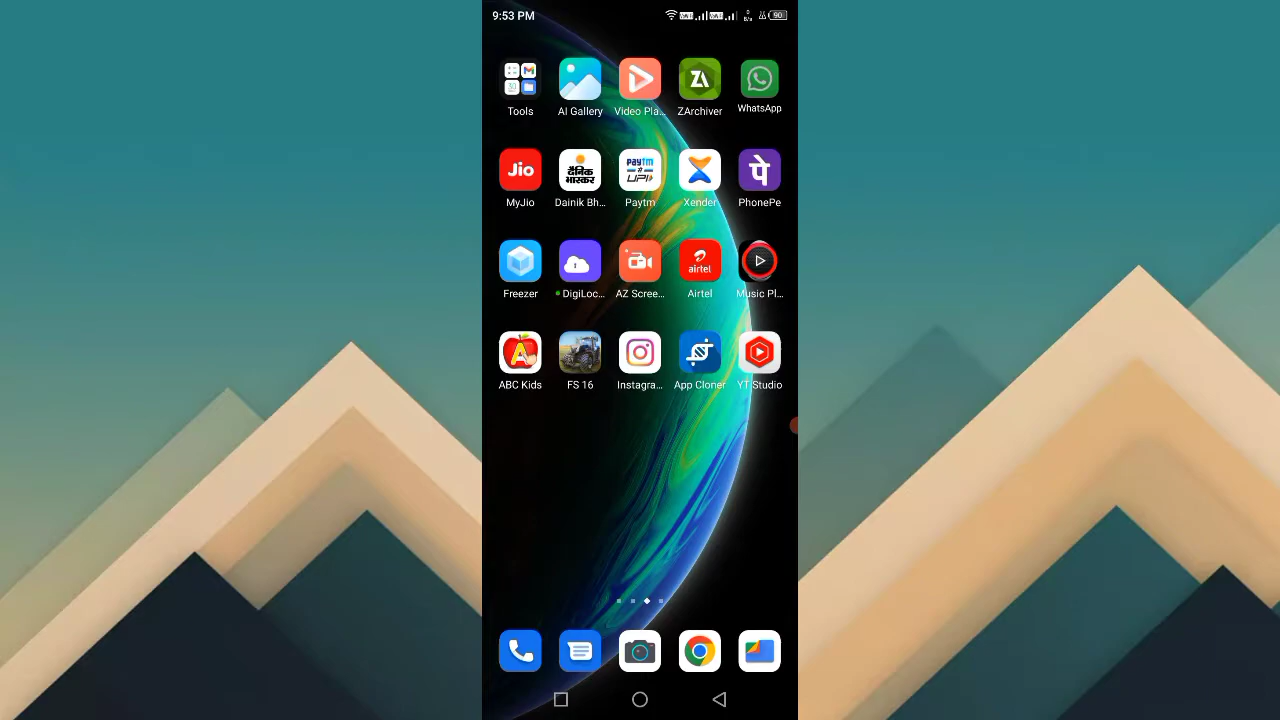 9:53 PM
90
Tools
AI Gallery
Video Pla...
ZArchiver
WhatsApp
Jio
दैनिक
भास्कर
paytm
से
UPI
पे
MyJio
Dainik Bh...
Paytm
Xender
PhonePe
airtel
Freezer
DigiLoc...
AZ Scree...
Airtel
Music Pl...
A
ABC Kids
FS 16
Instagra...
App Cloner
YT Studio